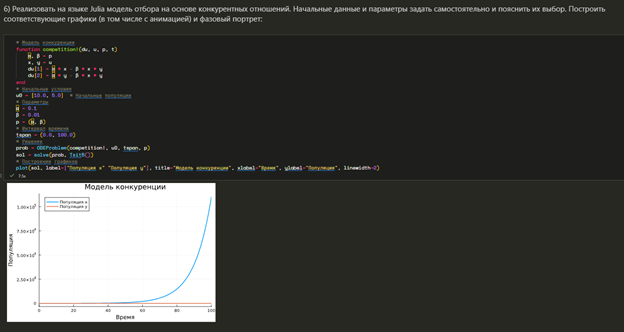 6) Реализовать на языке Julia модель отбора на основе конкурентных отношений. Начальные данные и параметры задать самостоятельно и пояснить их выбор. Построить
соответствующие графики (в том числе с анимацией) и фазовый портрет:
# Модель конкуренции
function competition!(du, u, p, t)
β = p
x, y = u
du[1] = * x - β * x * y
du[2] = * y - β * x * y
end
# Начальные условия
u0 = [10.0, 5.0] # Начальные популяции
# Параметры
= 0.1
β = 0.01
p = ( , β)
# Интервал времени
tspan = (0.0, 100.0)
# Решение
prob = ODEProblem(competition!, u0, tspan, p)
sol = solve(prob, Tsit5())
# Построение графиков
plot(sol, label=["Популяция x" "Популяция y"], title="Модель конкуренции", xlabel="Время", ylabel="Популяция", linewidth=2)
Модель конкуренции
Популяция x
Популяция y
Популяция
0
0 20 40 60 80 100
Время